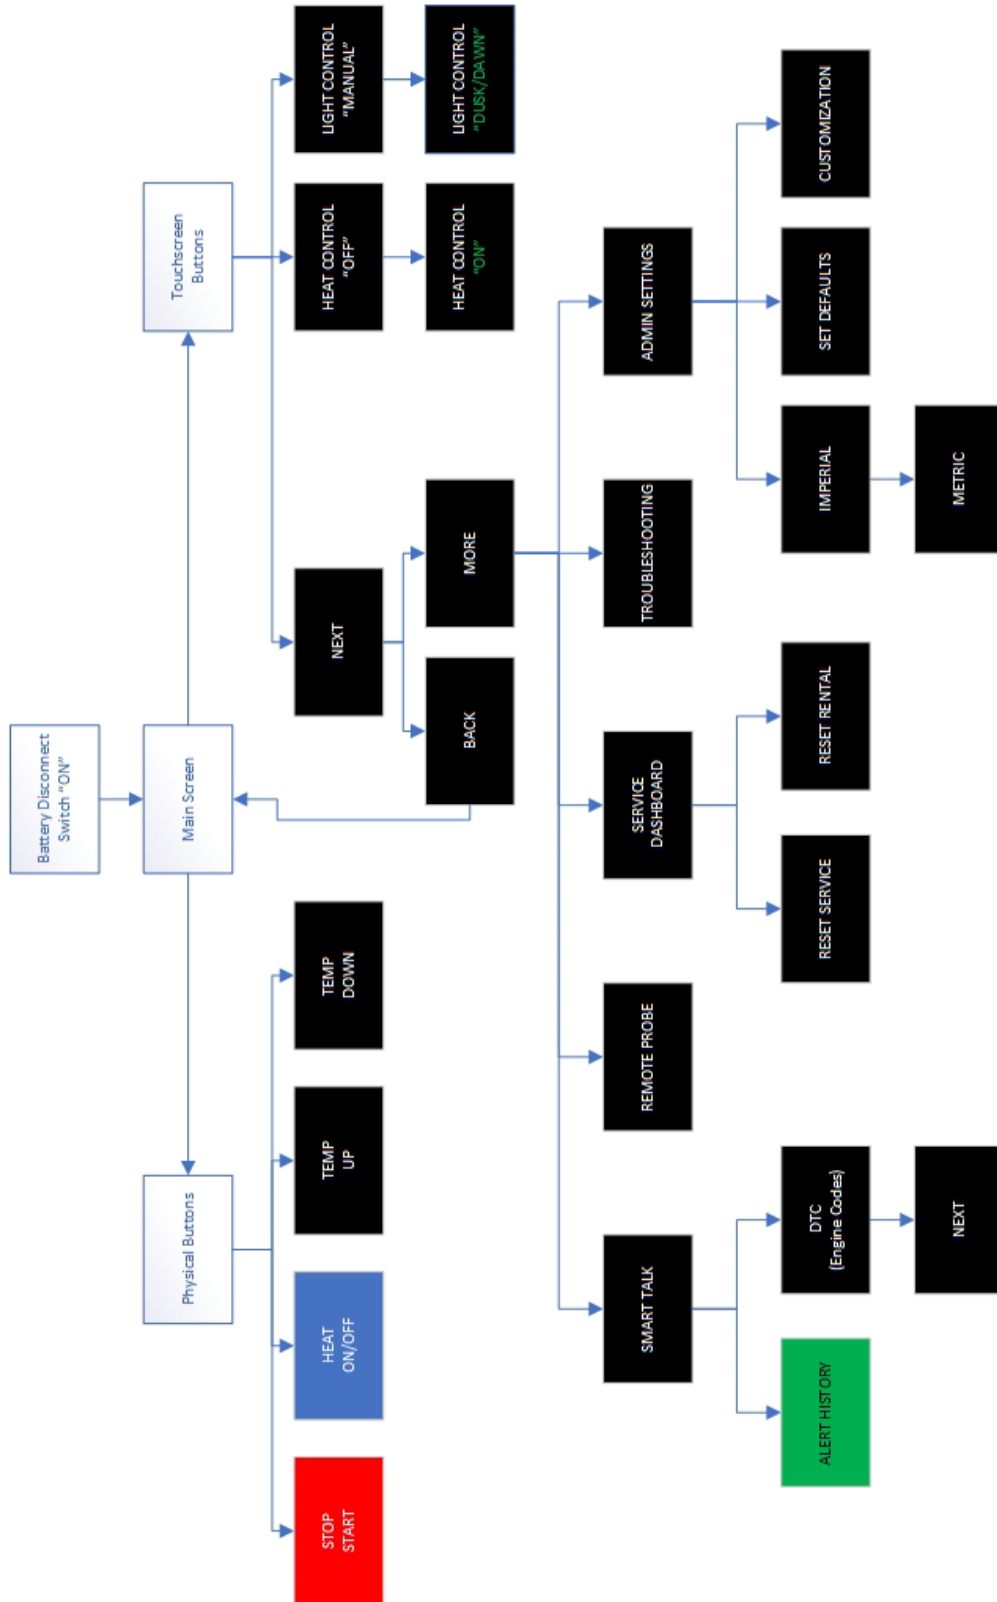 Battery Disconnect
Switch "ON"
Physical Buttons
Main Screen
Touchscreen
Buttons
STOP
START
HEAT
ON/OFF
TEMP
UP
TEMP
DOWN
NEXT
HEAT CONTROL
"OFF"
LIGHT CONTROL
"MANUAL"
BACK
MORE
HEAT CONTROL
"ON"
LIGHT CONTROL
"DUSK/DAWN"
SMART TALK
REMOTE PROBE
SERVICE
DASHBOARD
TROUBLESHOOTING
ADMIN SETTINGS
ALERT HISTORY
DTC
(Engine Codes)
RESET SERVICE
RESET RENTAL
IMPERIAL
SET DEFAULTS
CUSTOMIZATION
NEXT
METRIC